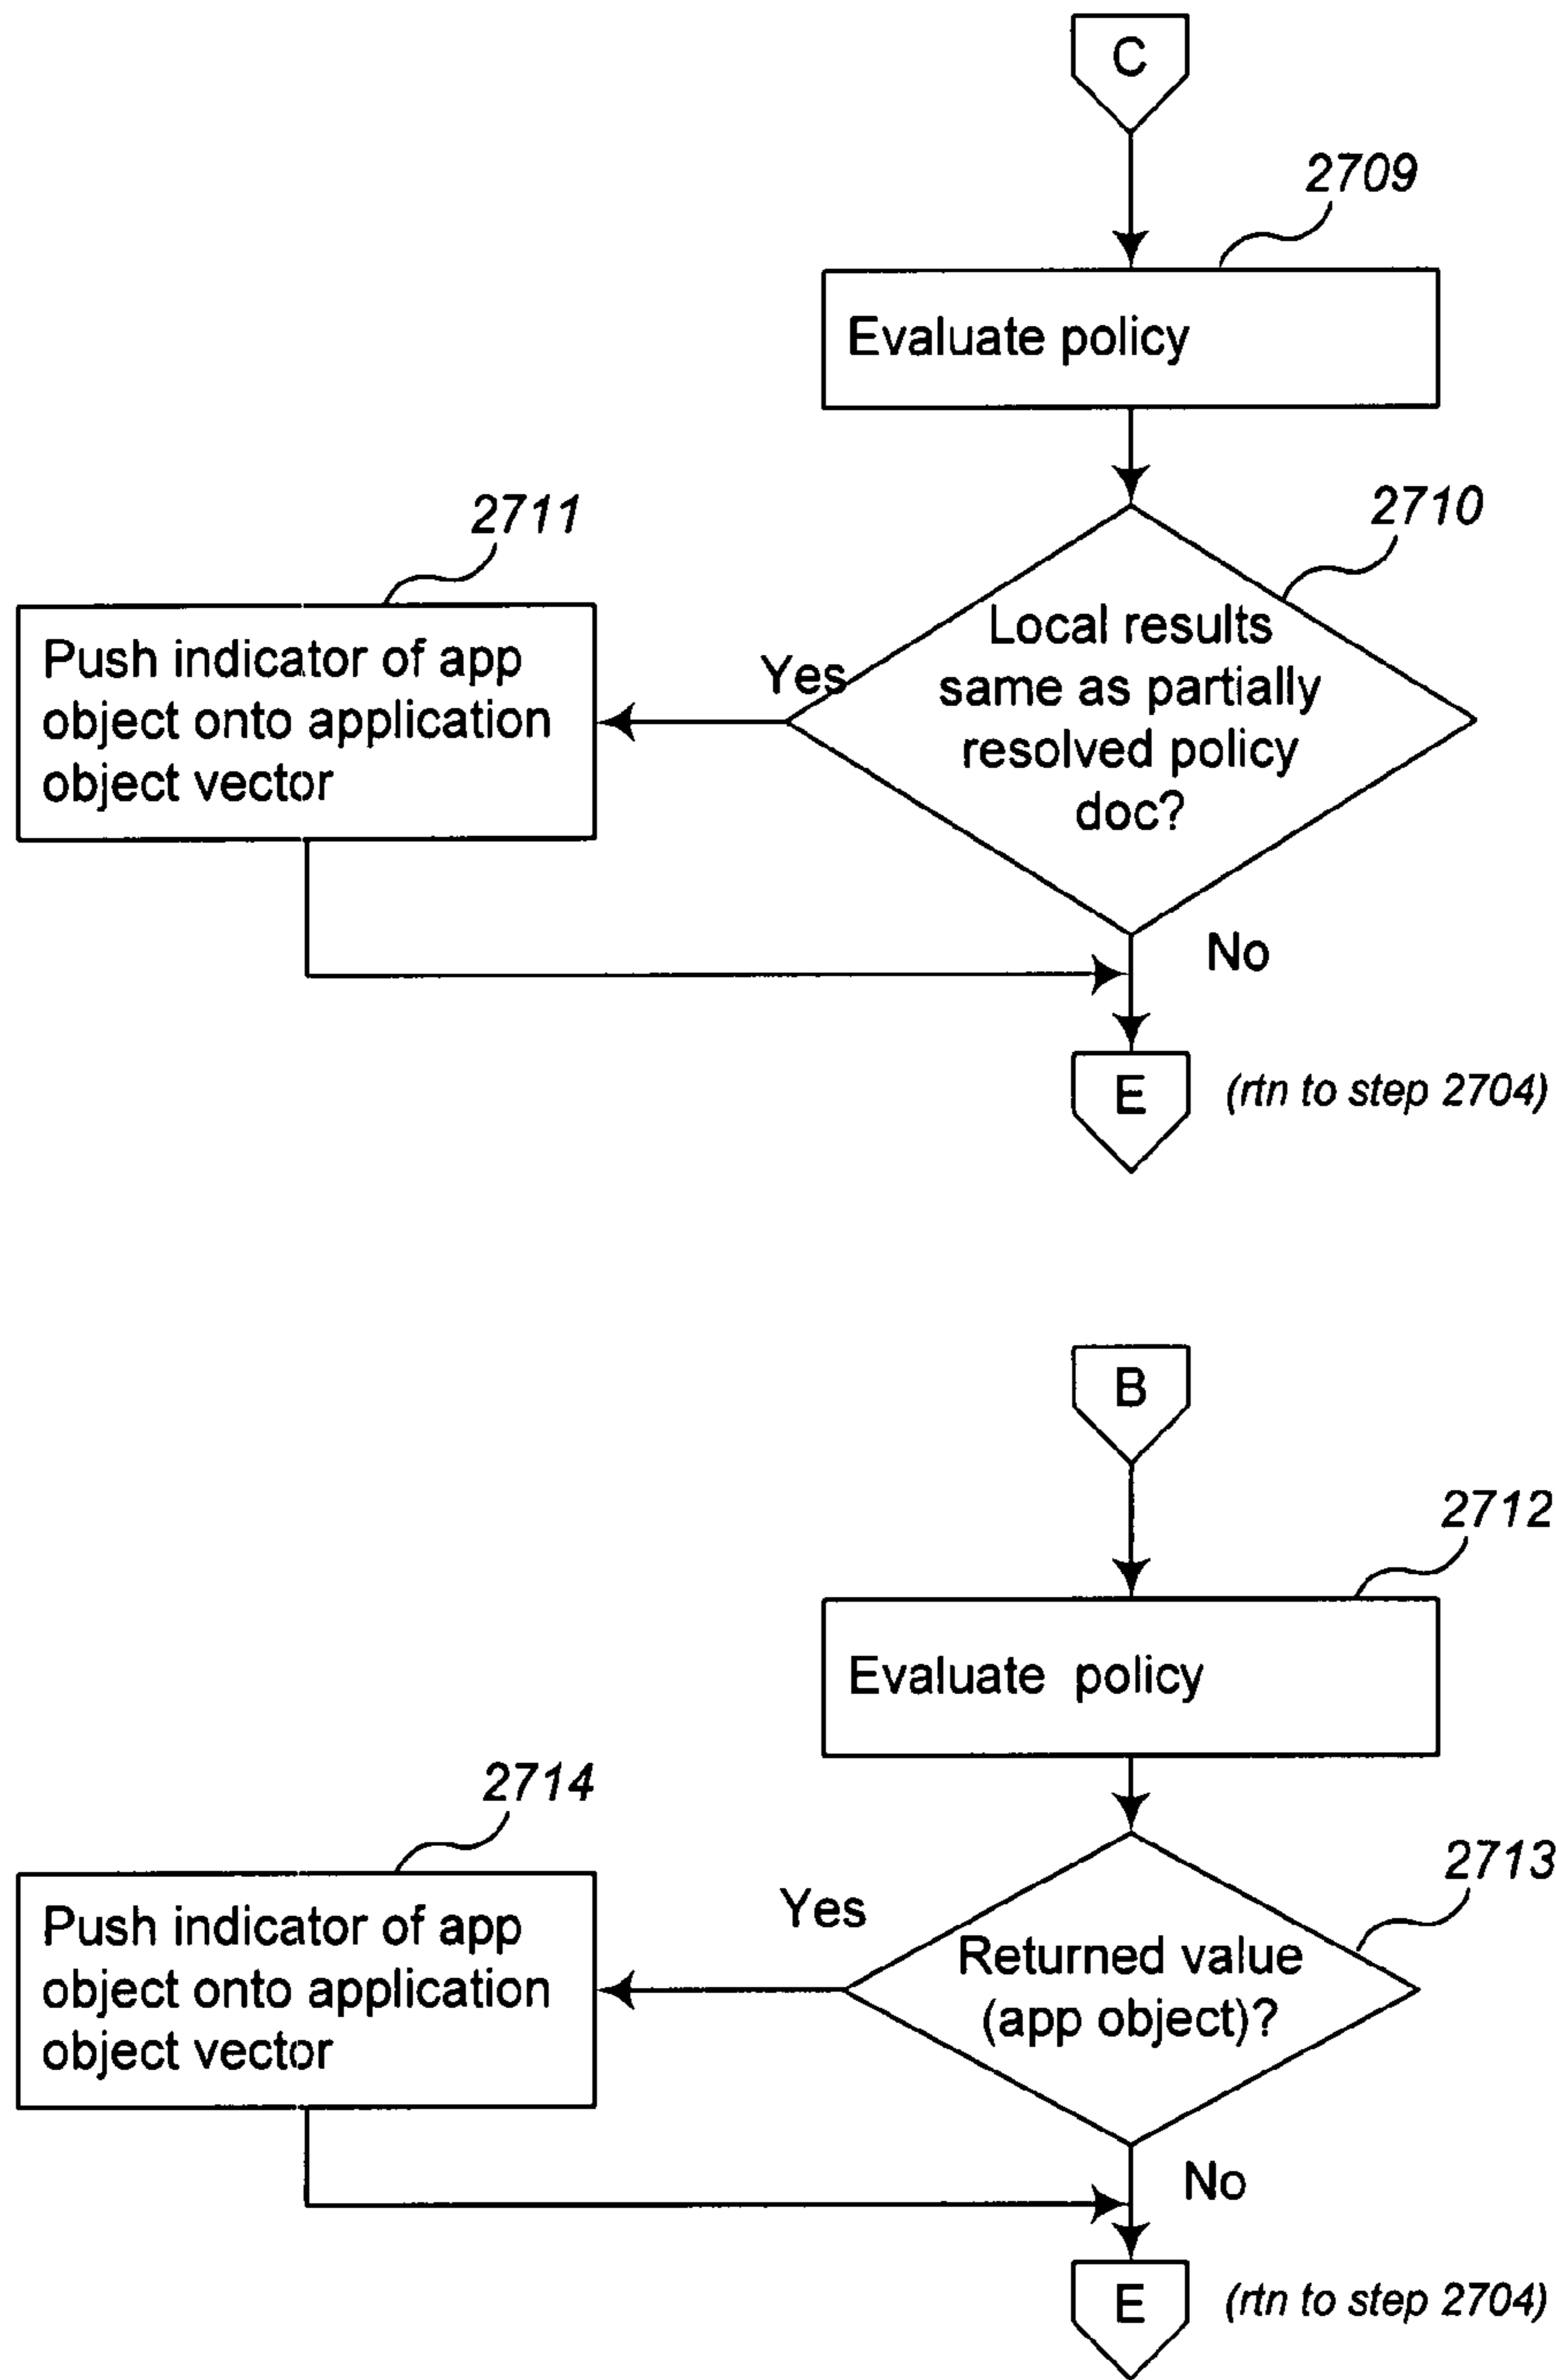 C
2709
Evaluate policy
2710
2711
Local results
same as partially
resolved policy
doc?
Yes
Push indicator of app
object onto application
object vector
No
E
(rtn to step 2704)
B
2712
Evaluate policy
2713
2714
Returned value
(app object)?
Yes
Push indicator of app
object onto application
object vector
No
E
(rtn to step 2704)